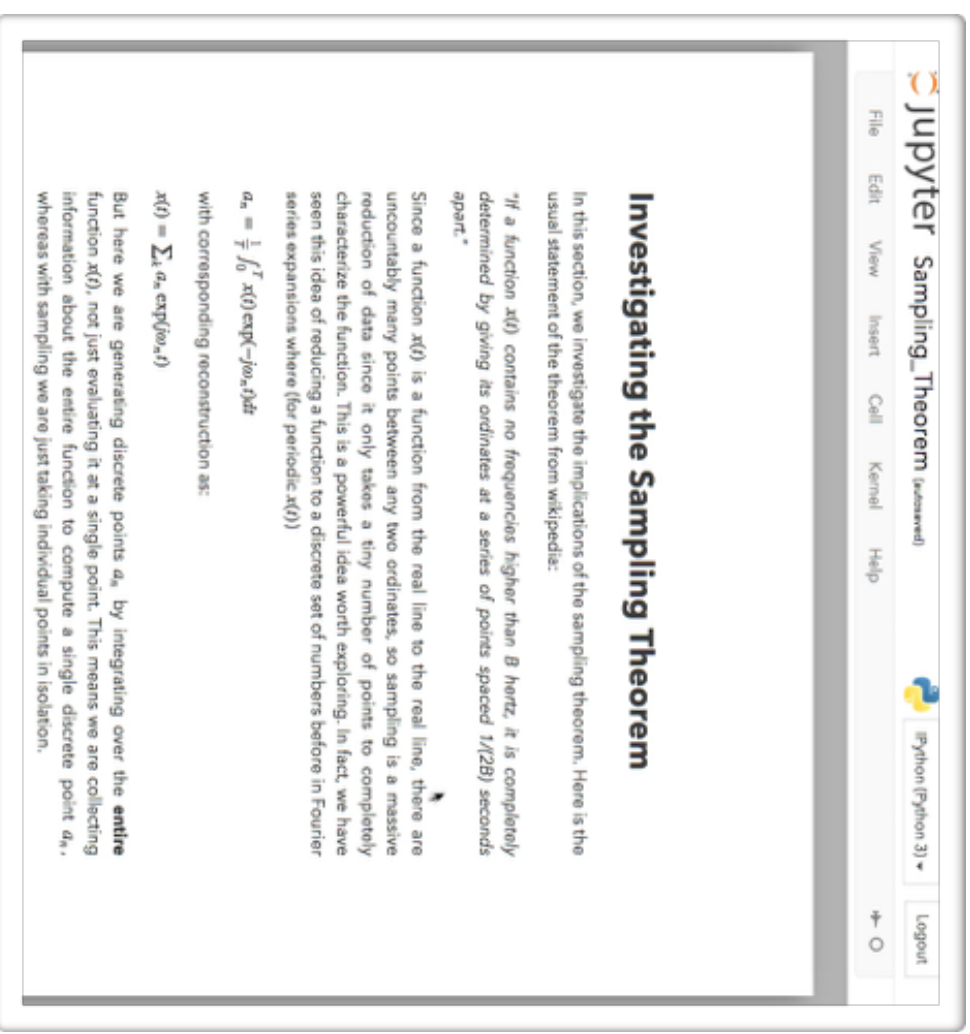 jupyter Sampling_Theorem (autosaved)
IPython (Python 3)
Logout
File Edit View Insert Cell Kernel Help
Investigating the Sampling Theorem
In this section, we investigate the implications of the sampling theorem. Here is the
usual statement of the theorem from wikipedia:
"If a function x(t) contains no frequencies higher than B hertz, it is completely
determined by giving its ordinates at a series of points spaced 1/(2B) seconds
apart."
Since a function x(t) is a function from the real line to the real line, there are
uncountably many points between any two ordinates, so sampling is a massive
reduction of data since it only takes a tiny number of points to completely
characterize the function. This is a powerful idea worth exploring. In fact, we have
seen this idea of reducing a function to a discrete set of numbers before in Fourier
series expansions where (for periodic x(t))
aₙ = 1/T ∫₀ᵀ x(t) exp(−jωₙt)dt
with corresponding reconstruction as:
x(t) = ∑ₖ aₙ exp(jωₙt)
But here we are generating discrete points aₙ by integrating over the entire
function x(t), not just evaluating it at a single point. This means we are collecting
information about the entire function to compute a single discrete point aₙ,
whereas with sampling we are just taking individual points in isolation.